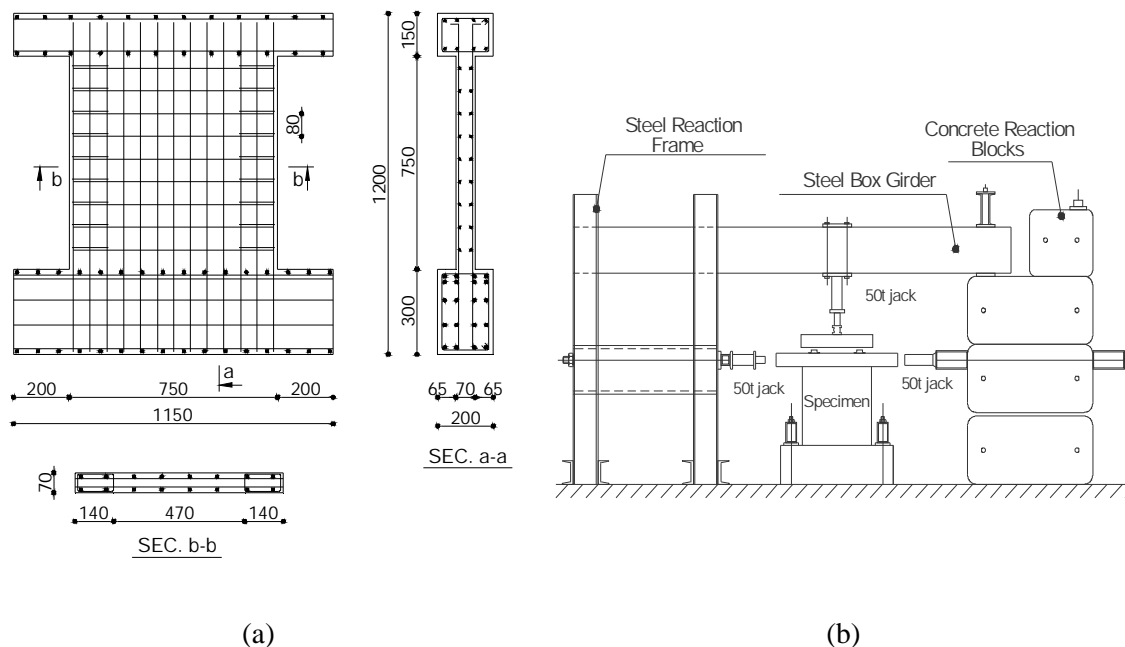 150
750
300
1200
80
b
b
a
200
750
200
1150
65
70
65
200
SEC. a-a
70
140
470
140
SEC. b-b
Steel Reaction
Frame
Concrete Reaction
Blocks
Steel Box Girder
50t jack
50t jack
50t jack
Specimen
(a)
(b)